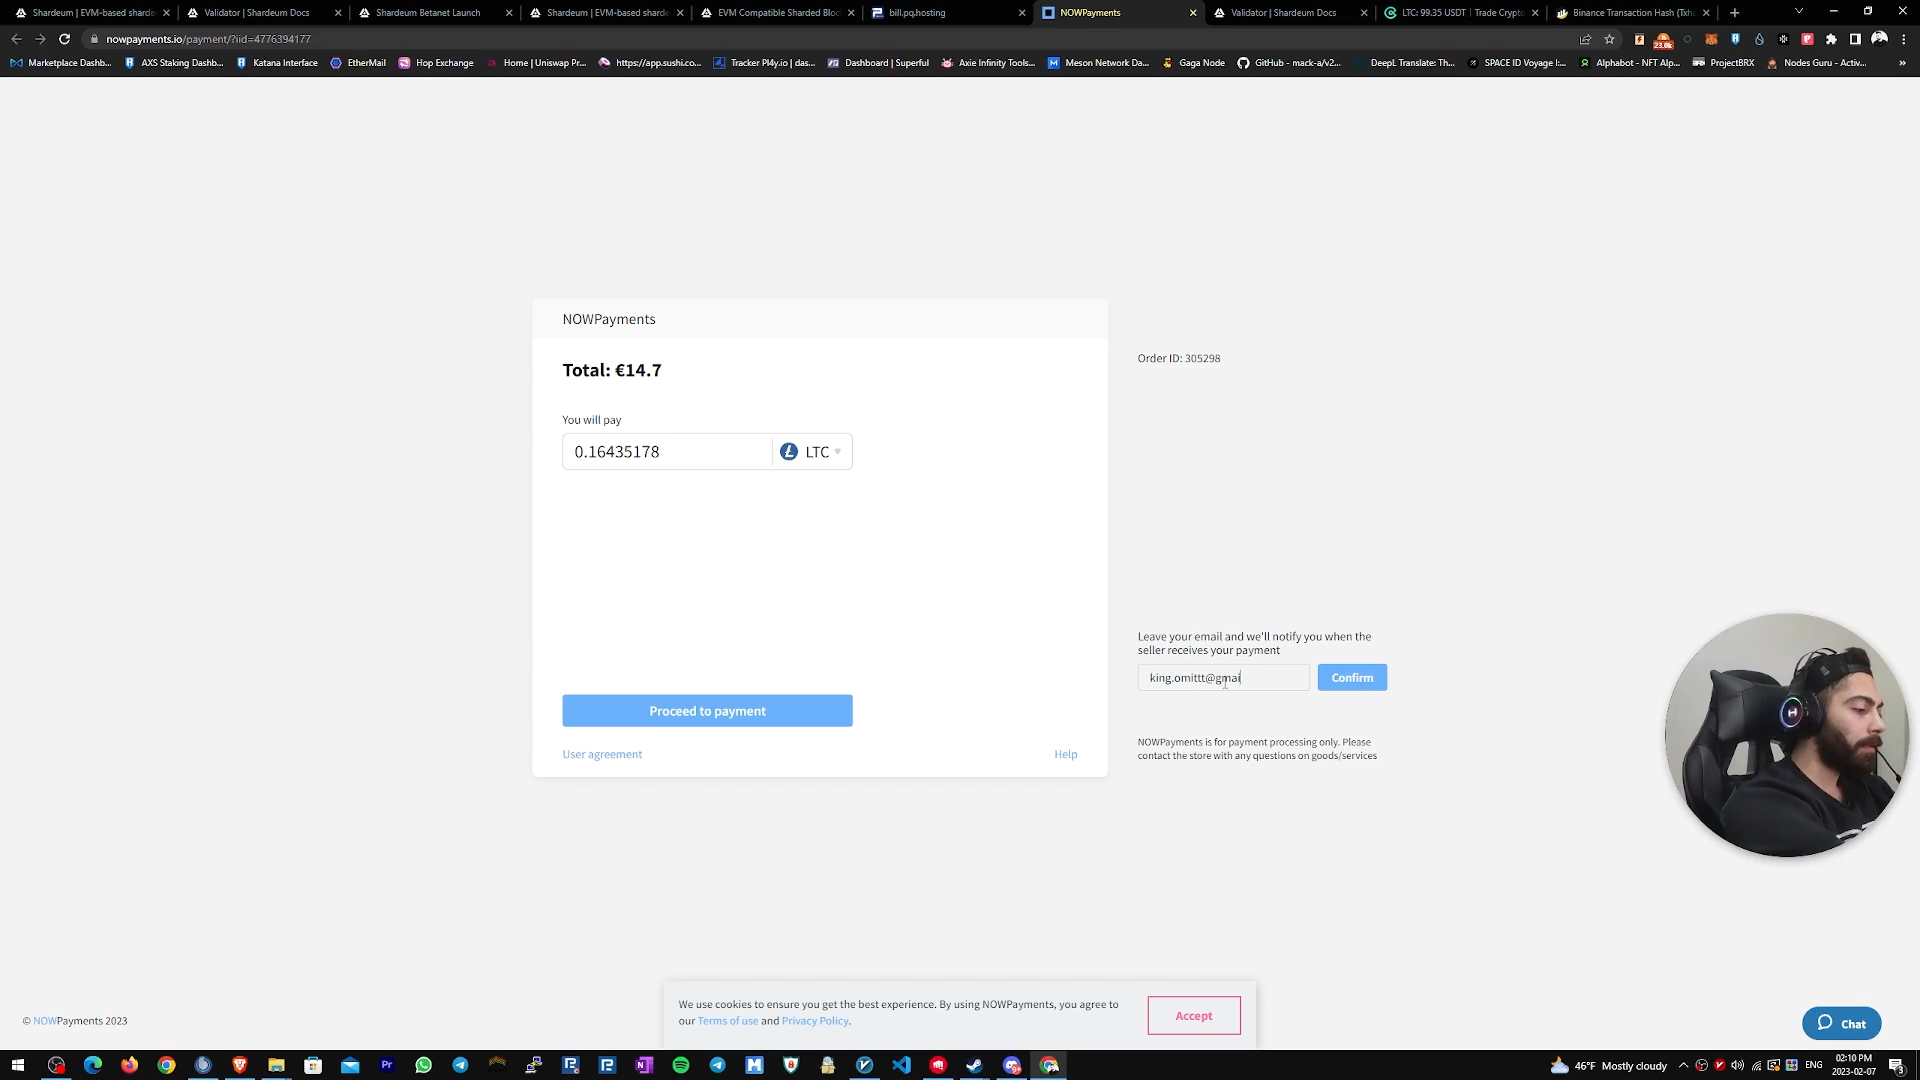 Shardeum | EVM-based sharde
Validator | Shardeum Docs
Shardeum Betanet Launch
Shardeum | EVM-based sharde
EVM Compatible Sharded Bloc
bill.pq.hosting
NOWPayments
Validator | Shardeum Docs
LTC: 99.35 USDT | Trade Crypto
Binance Transaction Hash (Txha
nowpayments.io/payment/?iid=4776394177
23.0k
Marketplace Dashb...
AXS Staking Dashb...
Katana Interface
EtherMail
Hop Exchange
Home | Uniswap Pr...
https://app.sushi.co...
Tracker Pl4y.io | das...
Dashboard | Superful
Axie Infinity Tools...
Meson Network Da...
Gaga Node
GitHub - mack-a/v2...
DeepL Translate: Th...
SPACE ID Voyage |:...
Alphabot - NFT Alp...
ProjectBRX
Nodes Guru - Activ...
NOWPayments
Total: €14.7
You will pay
0.16435178
LTC
Proceed to payment
User agreement
Help
Order ID: 305298
Leave your email and we'll notify you when the
seller receives your payment
king.omittt@gmai
Confirm
NOWPayments is for payment processing only. Please
contact the store with any questions on goods/services
We use cookies to ensure you get the best experience. By using NOWPayments, you agree to
our Terms of use and Privacy Policy.
Accept
© NOWPayments 2023
Chat
46°F Mostly cloudy
ENG
02:10 PM
2023-02-07